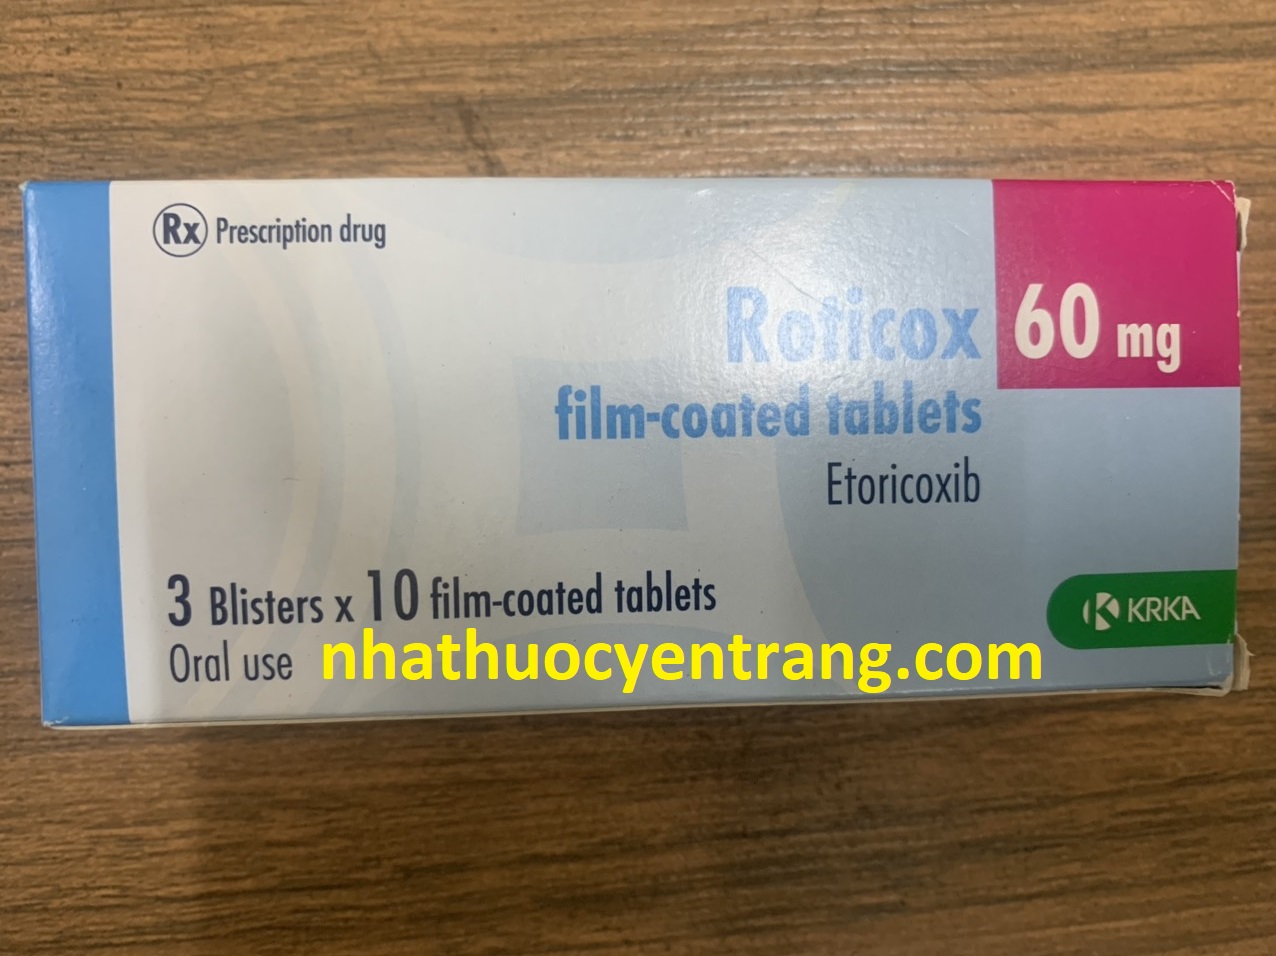 Rx Prescription drug
Roticox 60 mg
film-coated tablets
Etoricoxib
3 Blisters x 10 film-coated tablets
KRKA
Oral use
nhathuocyentrang.com